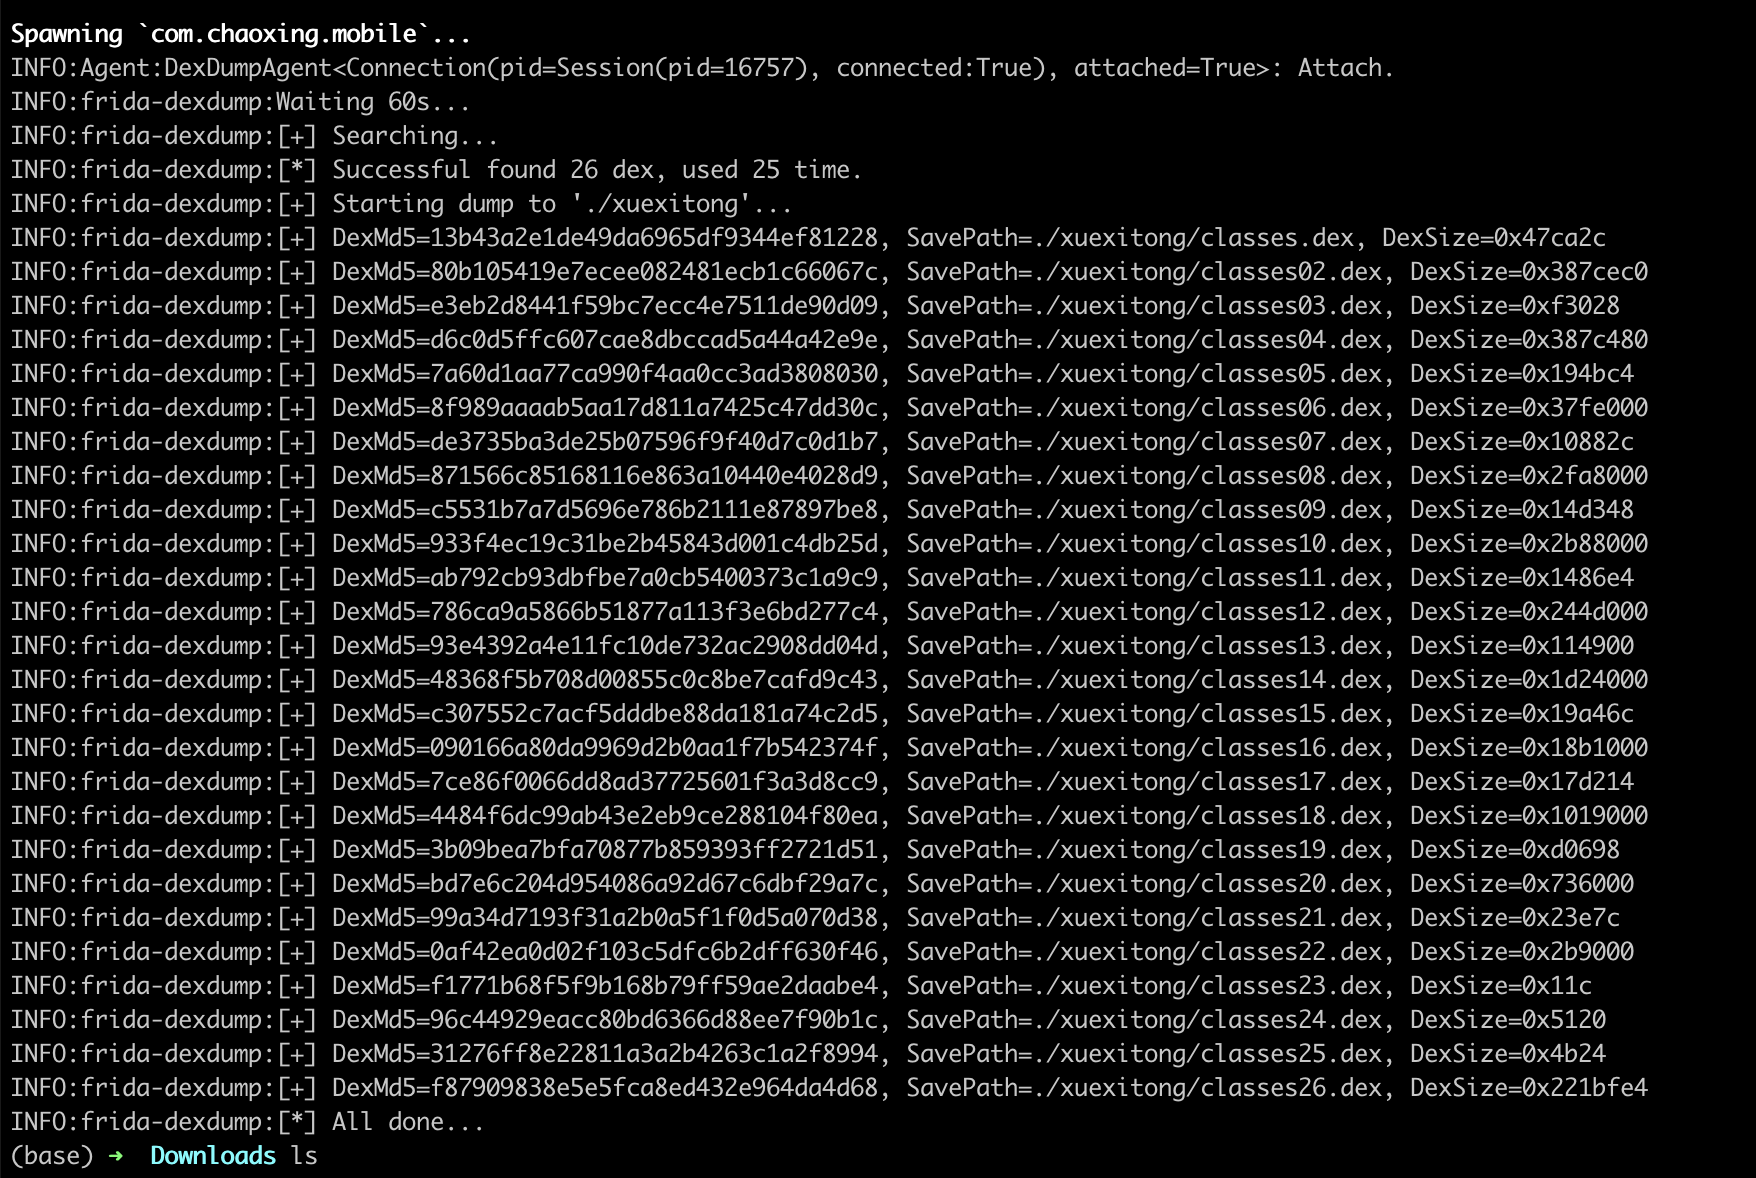 Spawning `com.chaoxing.mobile`...
INFO:Agent:DexDumpAgent<Connection(pid=Session(pid=16757), connected:True), attached=True>: Attach.
INFO:frida-dexdump:Waiting 60s...
INFO:frida-dexdump:[+] Searching...
INFO:frida-dexdump:[*] Successful found 26 dex, used 25 time.
INFO:frida-dexdump:[+] Starting dump to './xuexitong'...
INFO:frida-dexdump:[+] DexMd5=13b43a2e1de49da6965df9344ef81228, SavePath=./xuexitong/classes.dex, DexSize=0x47ca2c
INFO:frida-dexdump:[+] DexMd5=80b105419e7ecee082481ecb1c66067c, SavePath=./xuexitong/classes02.dex, DexSize=0x387cec0
INFO:frida-dexdump:[+] DexMd5=e3eb2d8441f59bc7ecc4e7511de90d09, SavePath=./xuexitong/classes03.dex, DexSize=0xf3028
INFO:frida-dexdump:[+] DexMd5=d6c0d5ffc607cae8dbccad5a44a42e9e, SavePath=./xuexitong/classes04.dex, DexSize=0x387c480
INFO:frida-dexdump:[+] DexMd5=7a60d1aa77ca990f4aa0cc3ad3808030, SavePath=./xuexitong/classes05.dex, DexSize=0x194bc4
INFO:frida-dexdump:[+] DexMd5=8f989aaaab5aa17d811a7425c47dd30c, SavePath=./xuexitong/classes06.dex, DexSize=0x37fe000
INFO:frida-dexdump:[+] DexMd5=de3735ba3de25b07596f9f40d7c0d1b7, SavePath=./xuexitong/classes07.dex, DexSize=0x10882c
INFO:frida-dexdump:[+] DexMd5=871566c85168116e863a10440e4028d9, SavePath=./xuexitong/classes08.dex, DexSize=0x2fa8000
INFO:frida-dexdump:[+] DexMd5=c5531b7a7d5696e786b2111e87897be8, SavePath=./xuexitong/classes09.dex, DexSize=0x14d348
INFO:frida-dexdump:[+] DexMd5=933f4ec19c31be2b45843d001c4db25d, SavePath=./xuexitong/classes10.dex, DexSize=0x2b88000
INFO:frida-dexdump:[+] DexMd5=ab792cb93dbfbe7a0cb5400373c1a9c9, SavePath=./xuexitong/classes11.dex, DexSize=0x1486e4
INFO:frida-dexdump:[+] DexMd5=786ca9a5866b51877a113f3e6bd277c4, SavePath=./xuexitong/classes12.dex, DexSize=0x244d000
INFO:frida-dexdump:[+] DexMd5=93e4392a4e11fc10de732ac2908dd04d, SavePath=./xuexitong/classes13.dex, DexSize=0x114900
INFO:frida-dexdump:[+] DexMd5=48368f5b708d00855c0c8be7cafd9c43, SavePath=./xuexitong/classes14.dex, DexSize=0x1d24000
INFO:frida-dexdump:[+] DexMd5=c307552c7acf5dddbe88da181a74c2d5, SavePath=./xuexitong/classes15.dex, DexSize=0x19a46c
INFO:frida-dexdump:[+] DexMd5=090166a80da9969d2b0aa1f7b542374f, SavePath=./xuexitong/classes16.dex, DexSize=0x18b1000
INFO:frida-dexdump:[+] DexMd5=7ce86f0066dd8ad37725601f3a3d8cc9, SavePath=./xuexitong/classes17.dex, DexSize=0x17d214
INFO:frida-dexdump:[+] DexMd5=4484f6dc99ab43e2eb9ce288104f80ea, SavePath=./xuexitong/classes18.dex, DexSize=0x1019000
INFO:frida-dexdump:[+] DexMd5=3b09bea7bfa70877b859393ff2721d51, SavePath=./xuexitong/classes19.dex, DexSize=0xd0698
INFO:frida-dexdump:[+] DexMd5=bd7e6c204d954086a92d67c6dbf29a7c, SavePath=./xuexitong/classes20.dex, DexSize=0x736000
INFO:frida-dexdump:[+] DexMd5=99a34d7193f31a2b0a5f1f0d5a070d38, SavePath=./xuexitong/classes21.dex, DexSize=0x23e7c
INFO:frida-dexdump:[+] DexMd5=0af42ea0d02f103c5dfc6b2dff630f46, SavePath=./xuexitong/classes22.dex, DexSize=0x2b9000
INFO:frida-dexdump:[+] DexMd5=f1771b68f5f9b168b79ff59ae2daabe4, SavePath=./xuexitong/classes23.dex, DexSize=0x11c
INFO:frida-dexdump:[+] DexMd5=96c44929eacc80bd6366d88ee7f90b1c, SavePath=./xuexitong/classes24.dex, DexSize=0x5120
INFO:frida-dexdump:[+] DexMd5=31276ff8e22811a3a2b4263c1a2f8994, SavePath=./xuexitong/classes25.dex, DexSize=0x4b24
INFO:frida-dexdump:[+] DexMd5=f87909838e5e5fca8ed432e964da4d68, SavePath=./xuexitong/classes26.dex, DexSize=0x221bfe4
INFO:frida-dexdump:[*] All done...
(base) ➜  Downloads ls